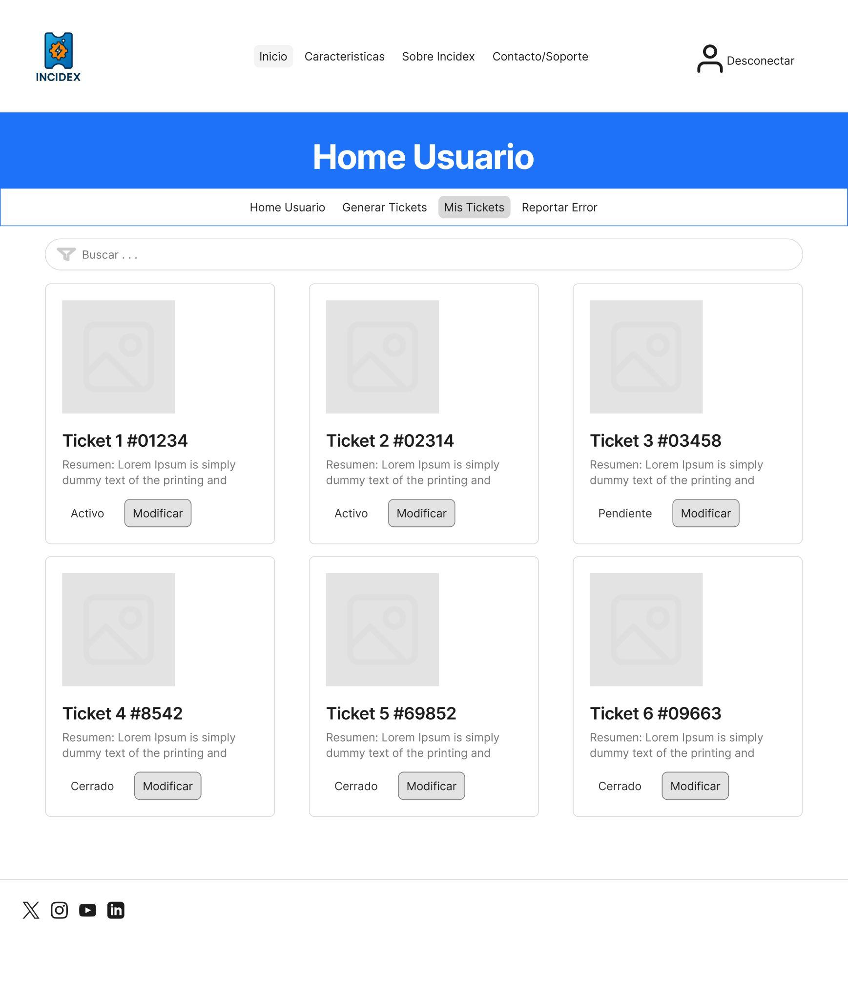 INCIDEX
Inicio Caracteristicas Sobre Incidex Contacto/Soporte
Desconectar
Home Usuario
Home Usuario Generar Tickets Mis Tickets Reportar Error
Buscar . . .
Ticket 1 #01234
Resumen: Lorem Ipsum is simply
dummy text of the printing and
Activo Modificar
Ticket 2 #02314
Resumen: Lorem Ipsum is simply
dummy text of the printing and
Activo Modificar
Ticket 3 #03458
Resumen: Lorem Ipsum is simply
dummy text of the printing and
Pendiente Modificar
Ticket 4 #8542
Resumen: Lorem Ipsum is simply
dummy text of the printing and
Cerrado Modificar
Ticket 5 #69852
Resumen: Lorem Ipsum is simply
dummy text of the printing and
Cerrado Modificar
Ticket 6 #09663
Resumen: Lorem Ipsum is simply
dummy text of the printing and
Cerrado Modificar